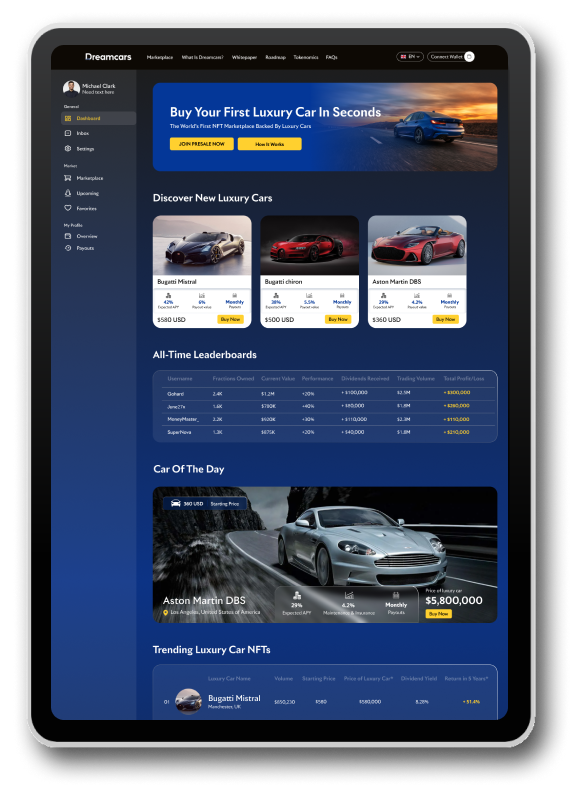 Dreamcars
Marketplace What Is Dreamcars? Whitepaper Roadmap Tokenomics FAQs
EN
Connect Wallet
Michael Clark
Need text here
General
Dashboard
Inbox
Settings
Market
Marketplace
Upcoming
Favorites
My Profile
Overview
Payouts
Buy Your First Luxury Car In Seconds
The World's First NFT Marketplace Backed By Luxury Cars
JOIN PRESALE NOW How It Works
Discover New Luxury Cars
Bugatti Mistral
42% 6% Monthly
Expected APY Payout value Payouts
$580 USD Buy Now
Bugatti chiron
38% 5.5% Monthly
Expected APY Payout value Payouts
$500 USD Buy Now
Aston Martin DBS
29% 4.2% Monthly
Expected APY Payout value Payouts
$360 USD Buy Now
All-Time Leaderboards
Username Fractions Owned Current Value Performance Dividends Received Trading Volume Total Profit/Loss
Gohard 2.4K $1.2M +20% + $100,000 $2.5M + $300,000
June27x 1.6K $780K +40% + $80,000 $1.8M + $260,000
MoneyMaster_ 2.2K $920K +30% + $110,000 $2.3M + $110,000
SuperNova 1.3K $675K +20% + $40,000 $1.8M + $210,000
Car Of The Day
360 USD Starting Price
Aston Martin DBS
Los Angeles, United States of America
29% 4.2% Monthly
Expected APY Maintenance & Insurance Payouts
Price of luxury car
$5,800,000
Buy Now
Trending Luxury Car NFTs
Luxury Car Name Volume Starting Price Price of Luxury Car* Dividend Yield Return in 5 Years*
01 Bugatti Mistral $850,230 $580 $580,000 8.28% + 51.4%
Manchester, UK